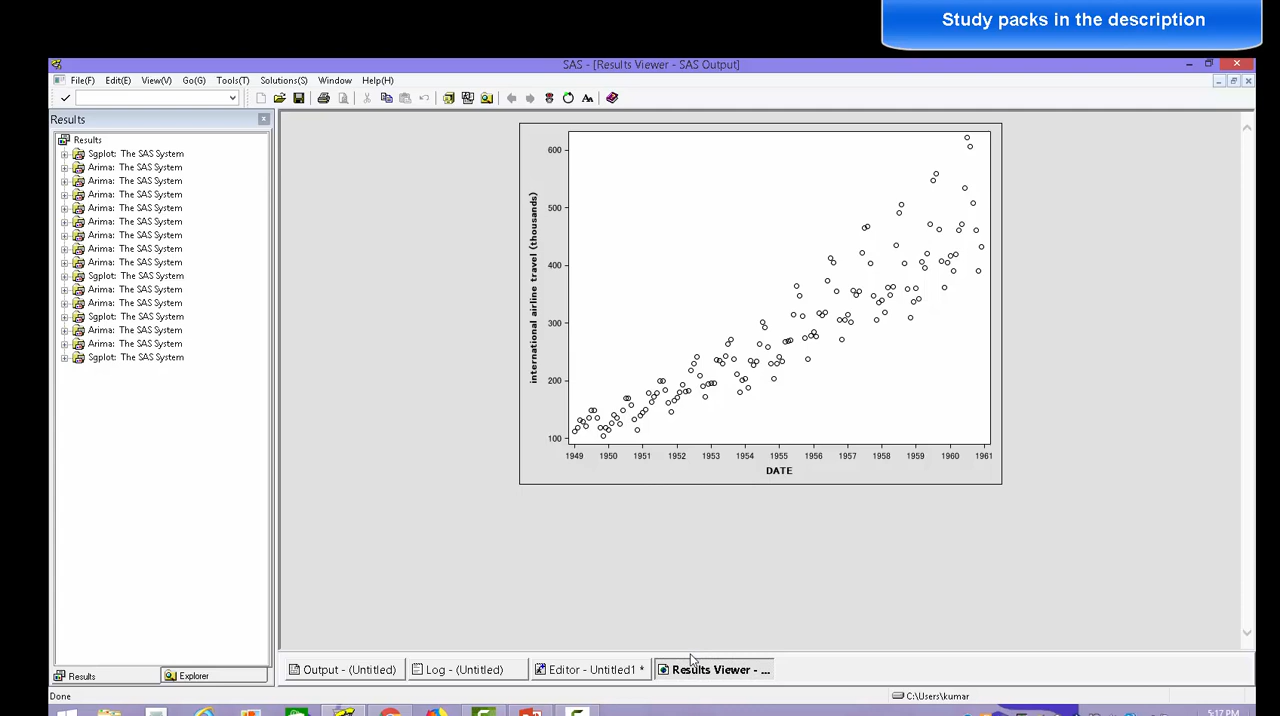 Study packs in the description
SAS - [Results Viewer - SAS Output]
File(F) Edit(E) View(V) Go(G) Tools(T) Solutions(S) Window Help(H)
Results
Results
Sgplot: The SAS System
Arima: The SAS System
Arima: The SAS System
Arima: The SAS System
Arima: The SAS System
Arima: The SAS System
Arima: The SAS System
Arima: The SAS System
Arima: The SAS System
Sgplot: The SAS System
Arima: The SAS System
Arima: The SAS System
Sgplot: The SAS System
Arima: The SAS System
Arima: The SAS System
Sgplot: The SAS System
international airline travel (thousands)
600
500
400
300
200
100
1949 1950 1951 1952 1953 1954 1955 1956 1957 1958 1959 1960 1961
DATE
Results Explorer
Output - (Untitled) Log - (Untitled) Editor - Untitled1 * Results Viewer - ...
Done C:\Users\kumar
5:17 PM